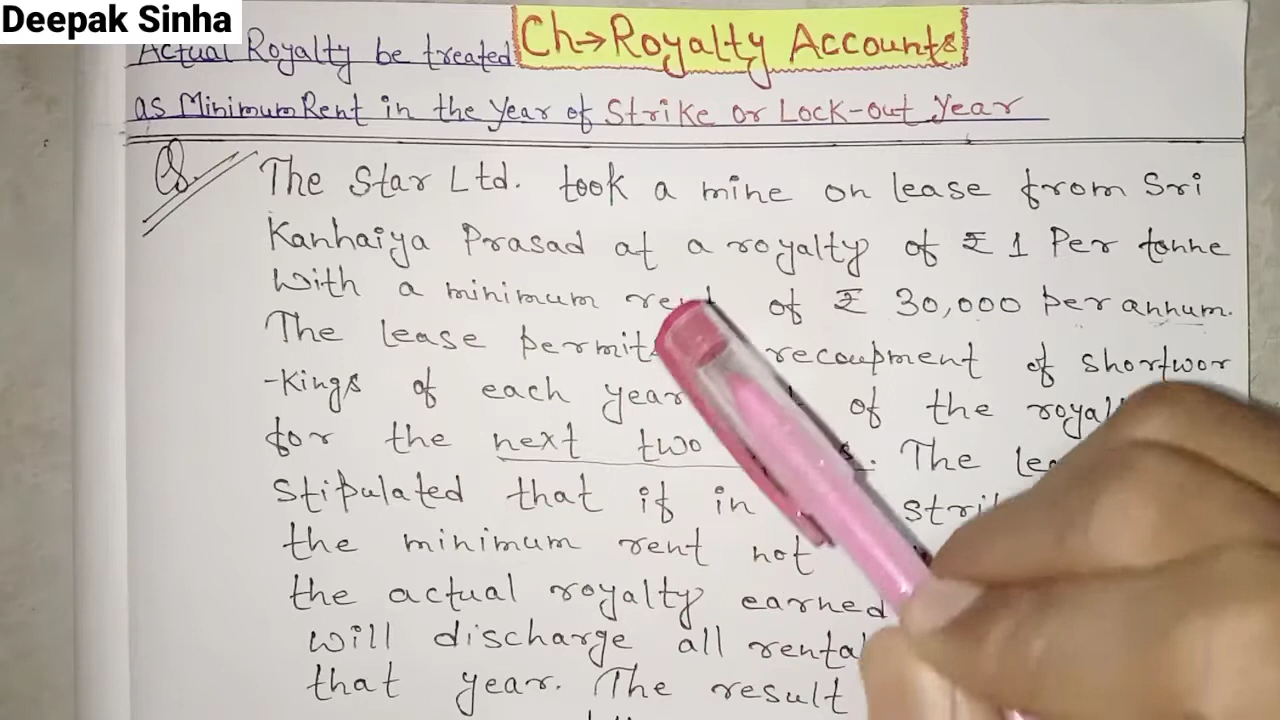 Deepak Sinha
Ch→Royalty Accounts
Actual Royalty be treated
as Minimum Rent in the Year of Strike or Lock-out Year
Q. The Star Ltd. took a mine on lease from Sri
Kanhaiya Prasad at a royalty of ₹ 1 Per tonne
with a minimum of ₹ 30,000 per annum.
The lease recoupment of shortwor
-kings of each year of the
for the next two The
Stipulated that if in
the minimum rent not
the actual royalty earned
will discharge all
that year. The result